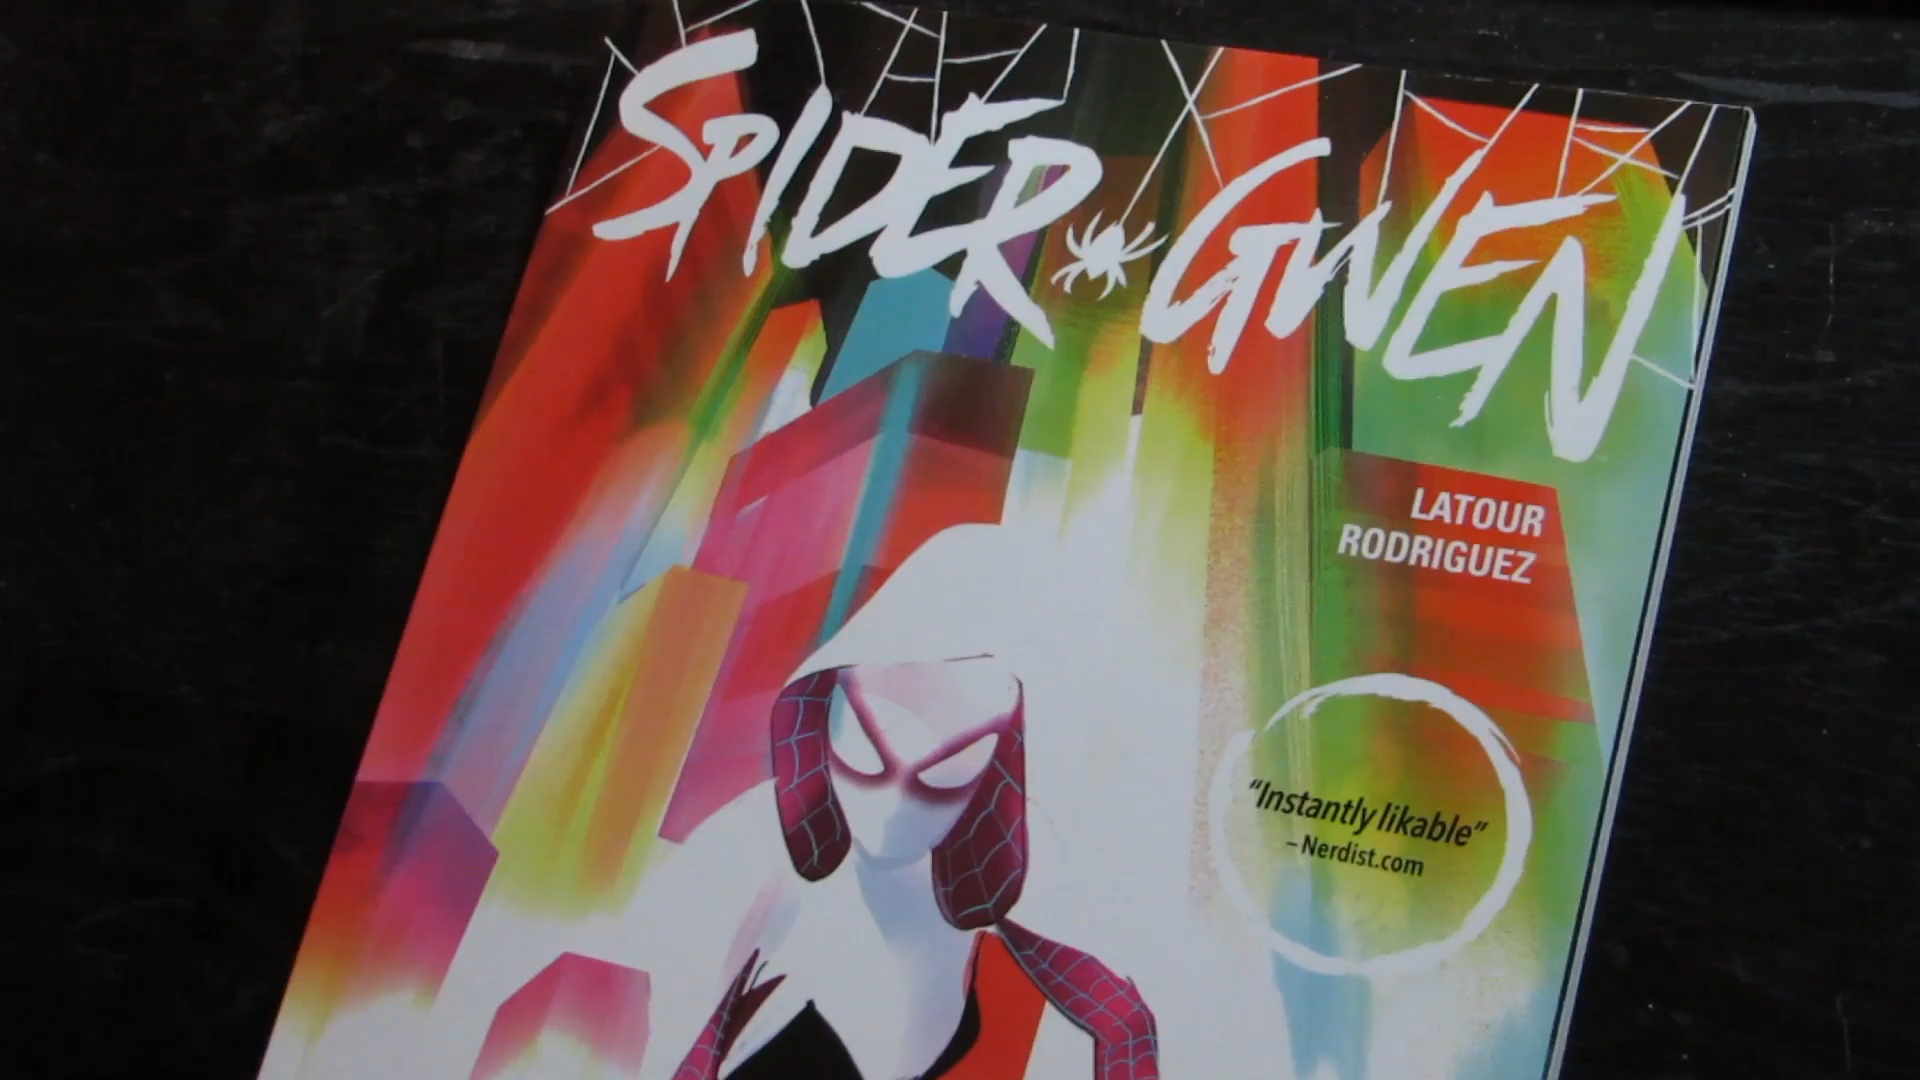 SPIDER GWEN
LATOUR
RODRIGUEZ
"Instantly likable"
– Nerdist.com